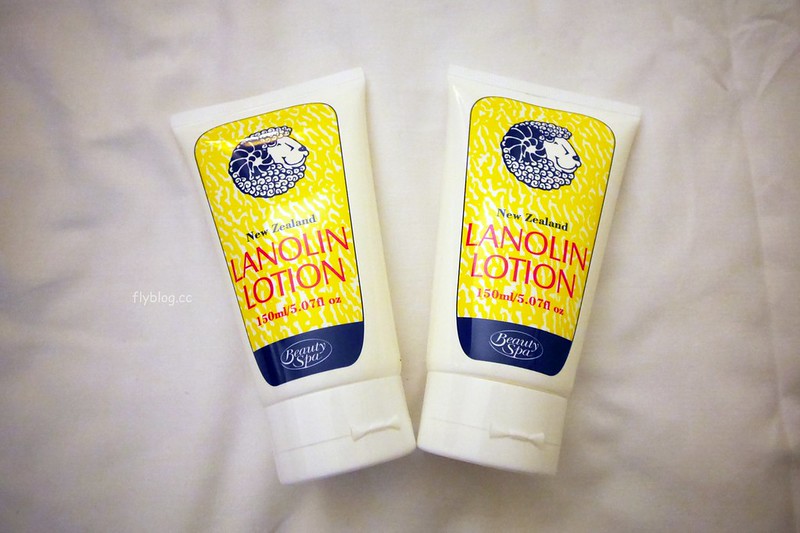 New Zealand
LANOLIN
LOTION
150ml/5.07fl oz
Beauty
Spa
New Zealand
LANOLIN
LOTION
150ml/5.07fl oz
Beauty
Spa
flyblog.cc